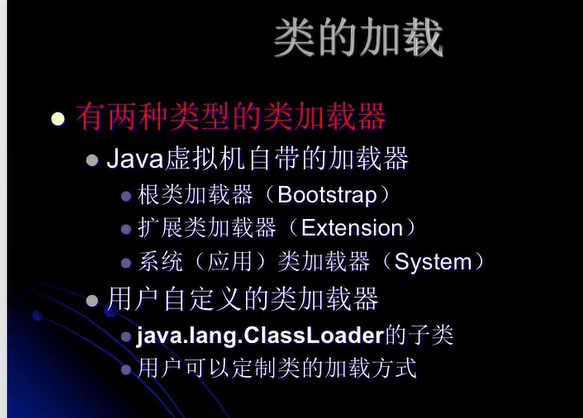 类的加载
有两种类型的类加载器
Java虚拟机自带的加载器
根类加载器（Bootstrap）
扩展类加载器（Extension）
系统（应用）类加载器（System）
用户自定义的类加载器
java.lang.ClassLoader的子类
用户可以定制类的加载方式